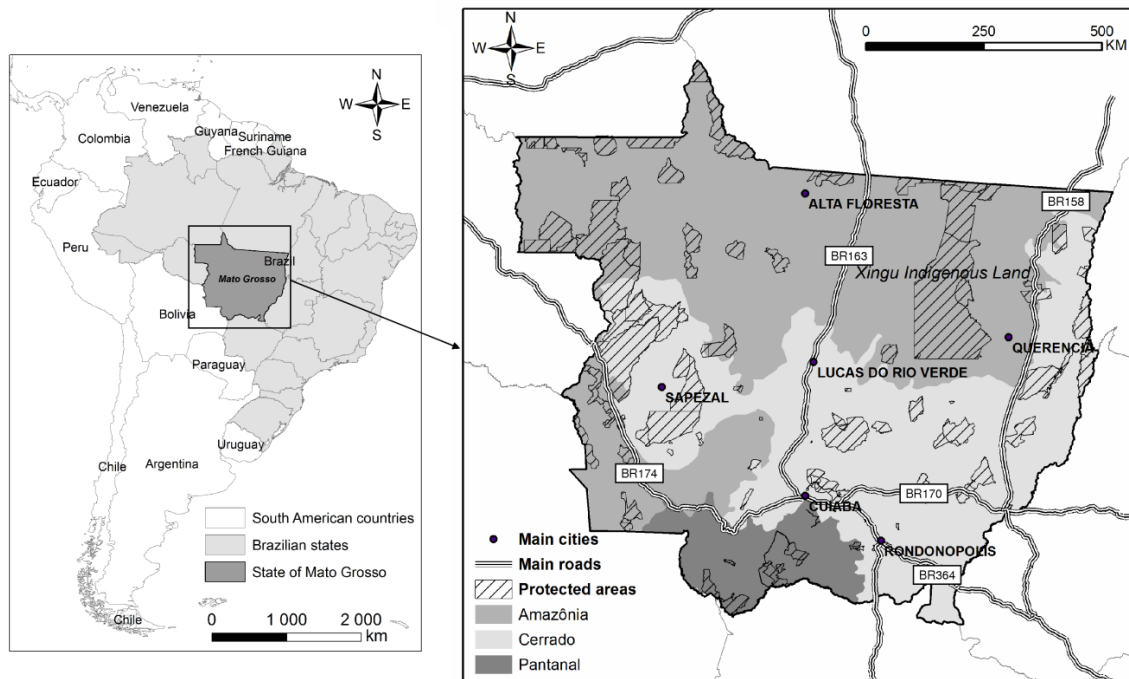 N
W E
S
Venezuela
Guyana
Suriname
French Guiana
Colombia
Ecuador
Peru
Brazil
Mato Grosso
Bolivia
Paraguay
Chile
Argentina
Uruguay
Chile
South American countries
Brazilian states
State of Mato Grosso
0 1 000 2 000
km
N
W E
S
0 250 500
KM
ALTA FLORESTA
BR158
BR163
Xingu Indigenous Land
QUERENCIA
LUCAS DO RIO VERDE
SAPEZAL
BR174
BR170
CUIABA
RONDONOPOLIS
BR364
Main cities
Main roads
Protected areas
Amazônia
Cerrado
Pantanal